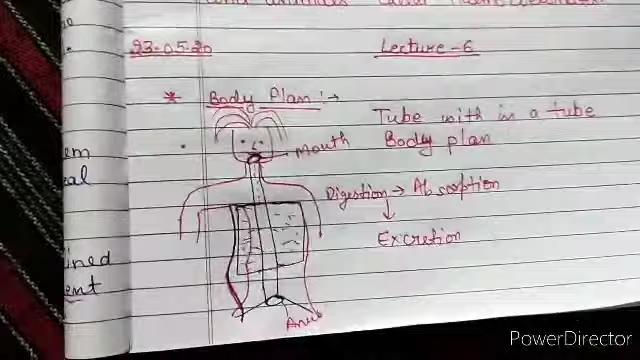 23-05-20
Lecture-6
* Body Plan :→
Tube with in a tube
Body plan
Mouth
Digestion → Absorption
↓
Excretion
Anus
ined
PowerDirector